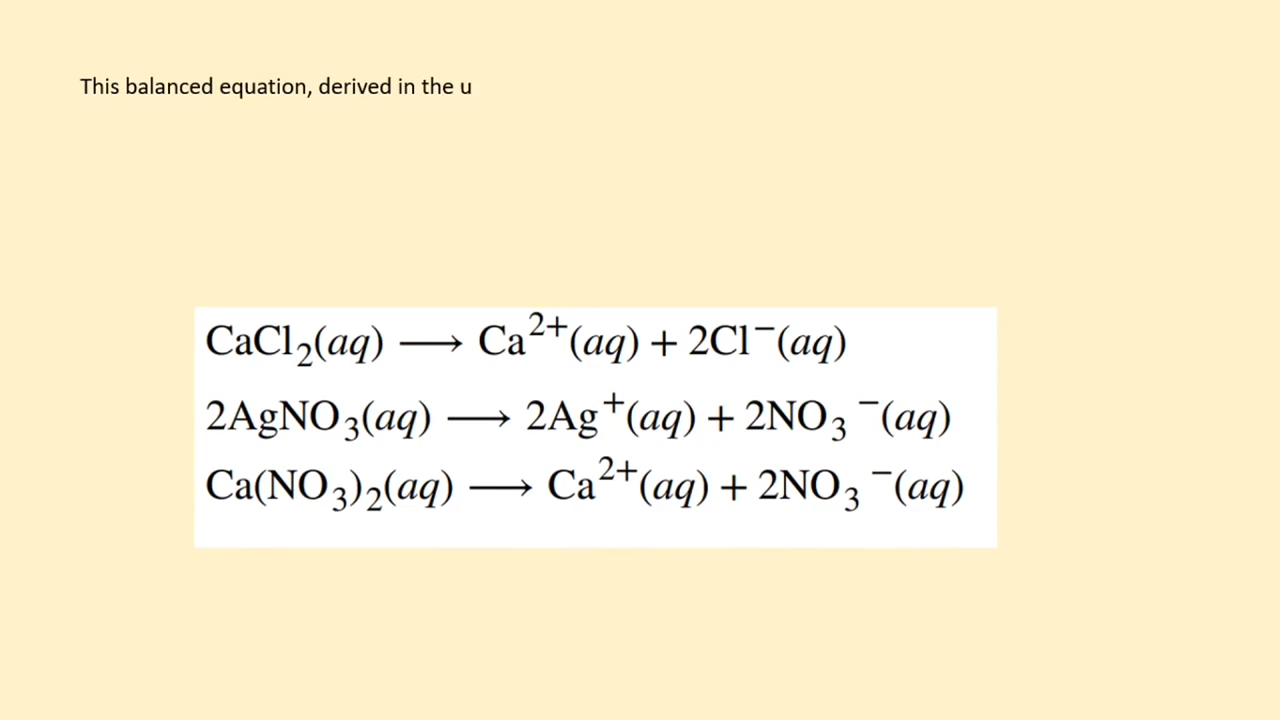 This balanced equation, derived in the u
CaCl₂(aq) ⟶ Ca²⁺(aq) + 2Cl⁻(aq)
2AgNO₃(aq) ⟶ 2Ag⁺(aq) + 2NO₃⁻(aq)
Ca(NO₃)₂(aq) ⟶ Ca²⁺(aq) + 2NO₃⁻(aq)